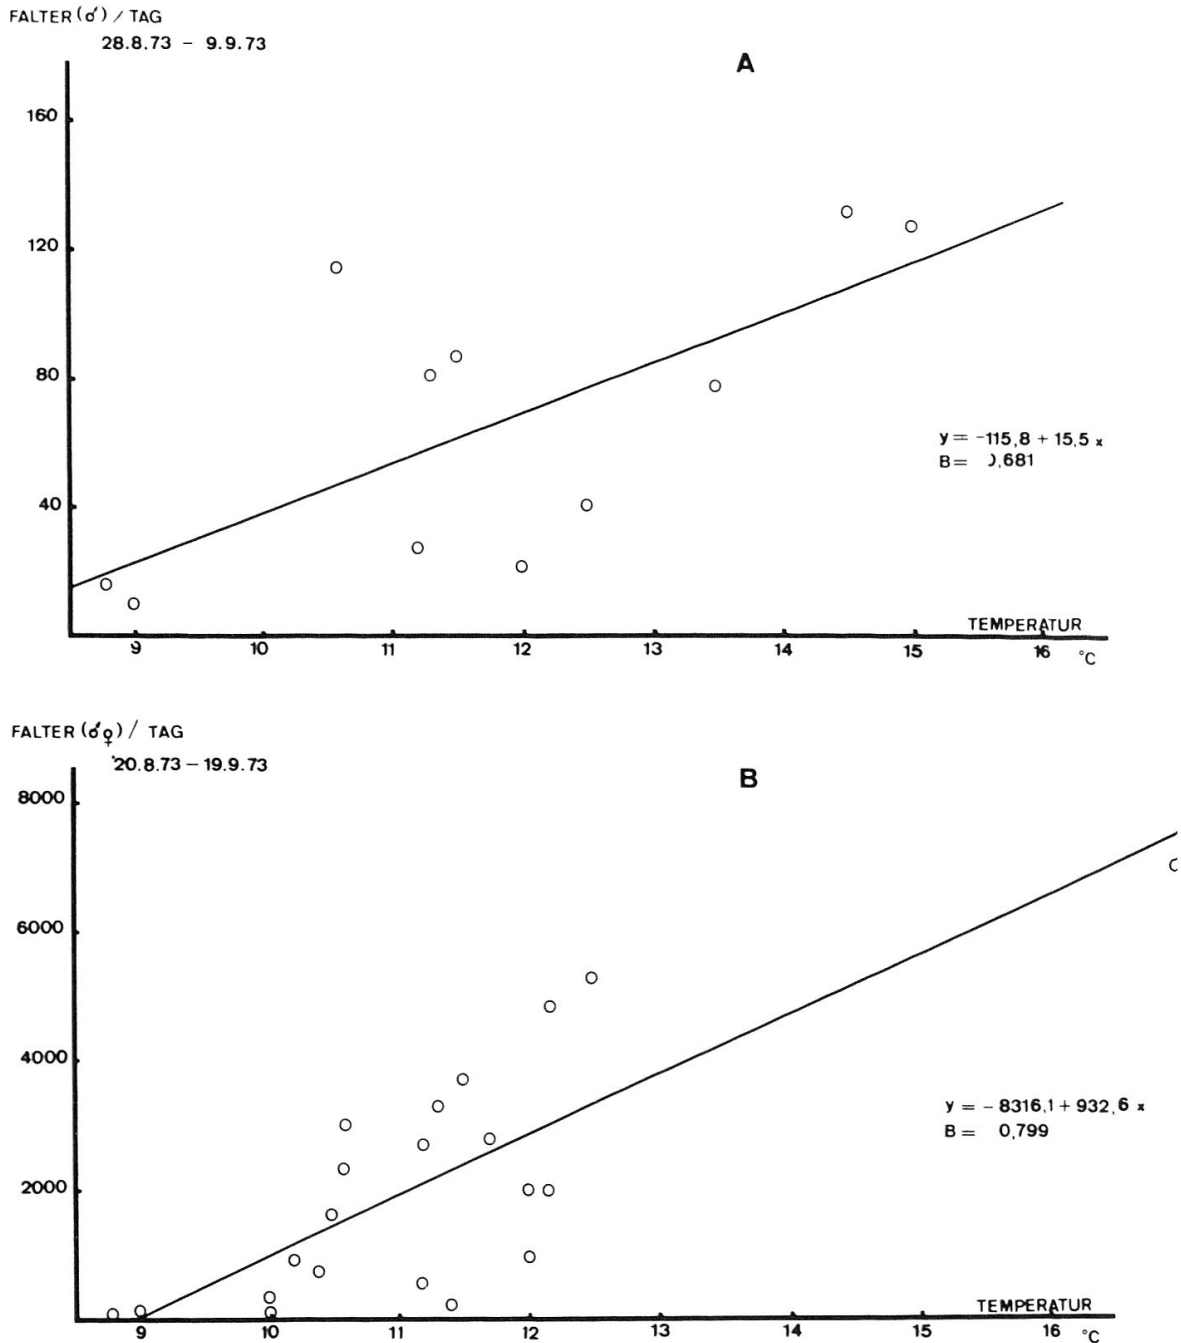 FALTER (♂) / TAG
28.8.73 – 9.9.73
A
160
120
80
40
y = -115,8 + 15,5 x
B = 0,681
TEMPERATUR
9 10 11 12 13 14 15 16 °C
FALTER (♂♀) / TAG
20.8.73 – 19.9.73
B
8000
6000
4000
2000
y = - 8316,1 + 932,6 x
B = 0,799
TEMPERATUR
9 10 11 12 13 14 15 16 °C